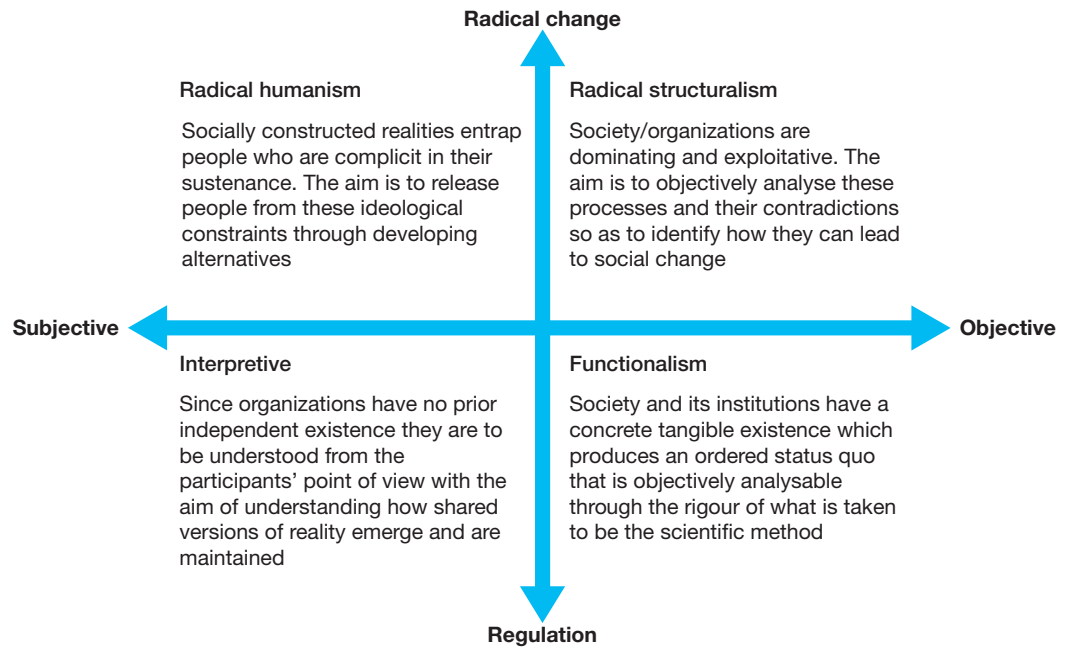 Radical change
Radical humanism
Socially constructed realities entrap
people who are complicit in their
sustenance. The aim is to release
people from these ideological
constraints through developing
alternatives
Radical structuralism
Society/organizations are
dominating and exploitative. The
aim is to objectively analyse these
processes and their contradictions
so as to identify how they can lead
to social change
Subjective
Objective
Interpretive
Since organizations have no prior
independent existence they are to
be understood from the
participants’ point of view with the
aim of understanding how shared
versions of reality emerge and are
maintained
Functionalism
Society and its institutions have a
concrete tangible existence which
produces an ordered status quo
that is objectively analysable
through the rigour of what is taken
to be the scientific method
Regulation